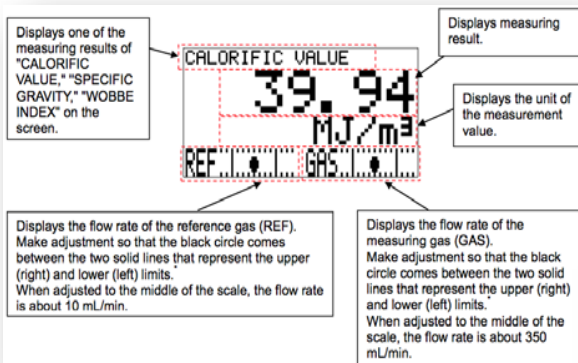 Displays one of the
measuring results of
"CALORIFIC
VALUE," "SPECIFIC
GRAVITY," "WOBBE
INDEX" on the
screen.
Displays measuring
result.
CALORIFIC VALUE
39.94
MJ/m³
REF. GAS.
Displays the unit of
the measurement
value.
Displays the flow rate of the reference gas (REF).
Make adjustment so that the black circle comes
between the two solid lines that represent the upper
(right) and lower (left) limits.*
When adjusted to the middle of the scale, the flow rate
is about 10 mL/min.
Displays the flow rate of the
measuring gas (GAS).
Make adjustment so that the black
circle comes between the two solid
lines that represent the upper (right)
and lower (left) limits.*
When adjusted to the middle of the
scale, the flow rate is about 350
mL/min.